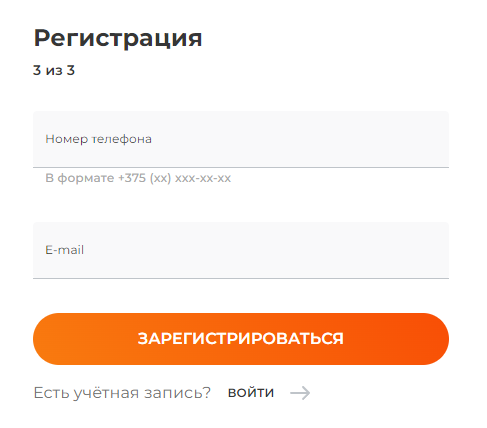 Регистрация
3 из 3
Номер телефона
В формате +375 (xx) xxx-xx-xx
E-mail
ЗАРЕГИСТРИРОВАТЬСЯ
Есть учётная запись? ВОЙТИ